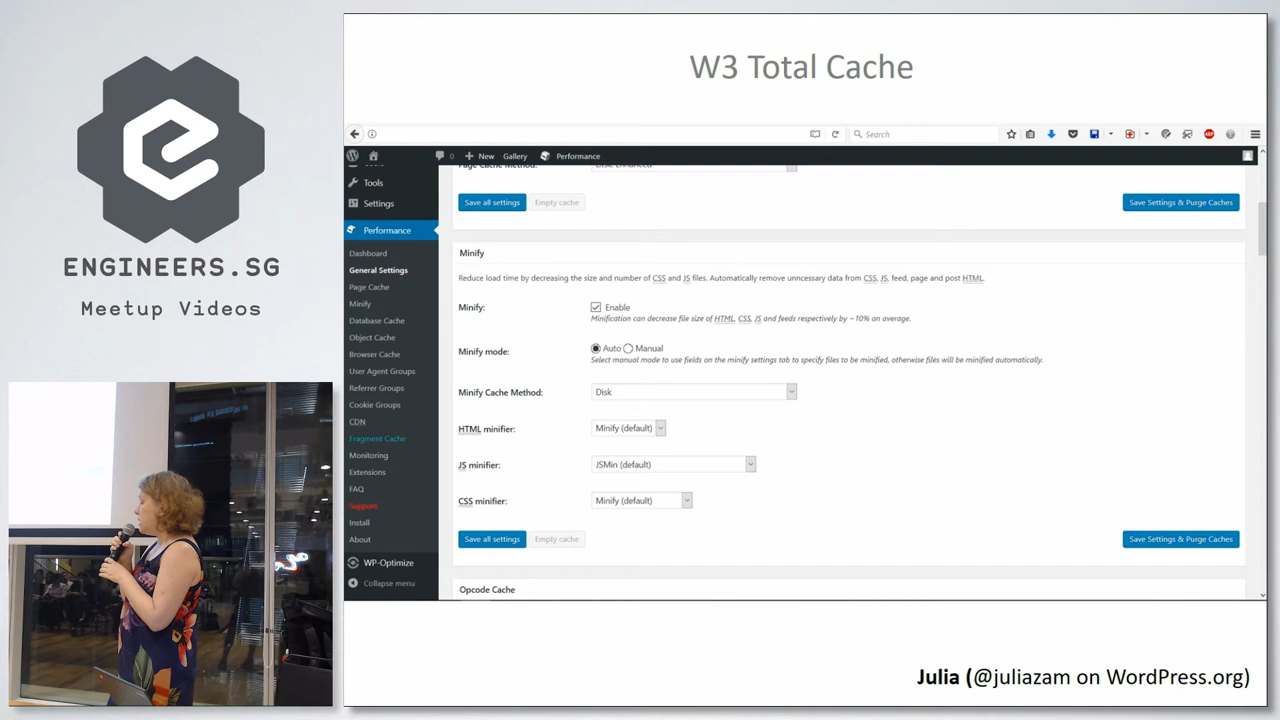 ENGINEERS.SG
Meetup Videos
W3 Total Cache
Search
0
New
Gallery
Performance
Tools
Settings
Performance
Dashboard
General Settings
Page Cache
Minify
Database Cache
Object Cache
Browser Cache
User Agent Groups
Referrer Groups
Cookie Groups
CDN
Fragment Cache
Monitoring
Extensions
FAQ
Support
Install
About
WP-Optimize
Collapse menu
Page Cache Method:
Disk Enhanced
Save all settings
Empty cache
Save Settings & Purge Caches
Minify
Reduce load time by decreasing the size and number of CSS and JS files. Automatically remove unncessary data from CSS, JS, feed, page and post HTML.
Minify:
Enable
Minification can decrease file size of HTML, CSS, JS and feeds respectively by ~10% on average.
Minify mode:
Auto
Manual
Select manual mode to use fields on the minify settings tab to specify files to be minified, otherwise files will be minified automatically.
Minify Cache Method:
Disk
HTML minifier:
Minify (default)
JS minifier:
JSMin (default)
CSS minifier:
Minify (default)
Save all settings
Empty cache
Save Settings & Purge Caches
Opcode Cache
Julia (@juliazam on WordPress.org)